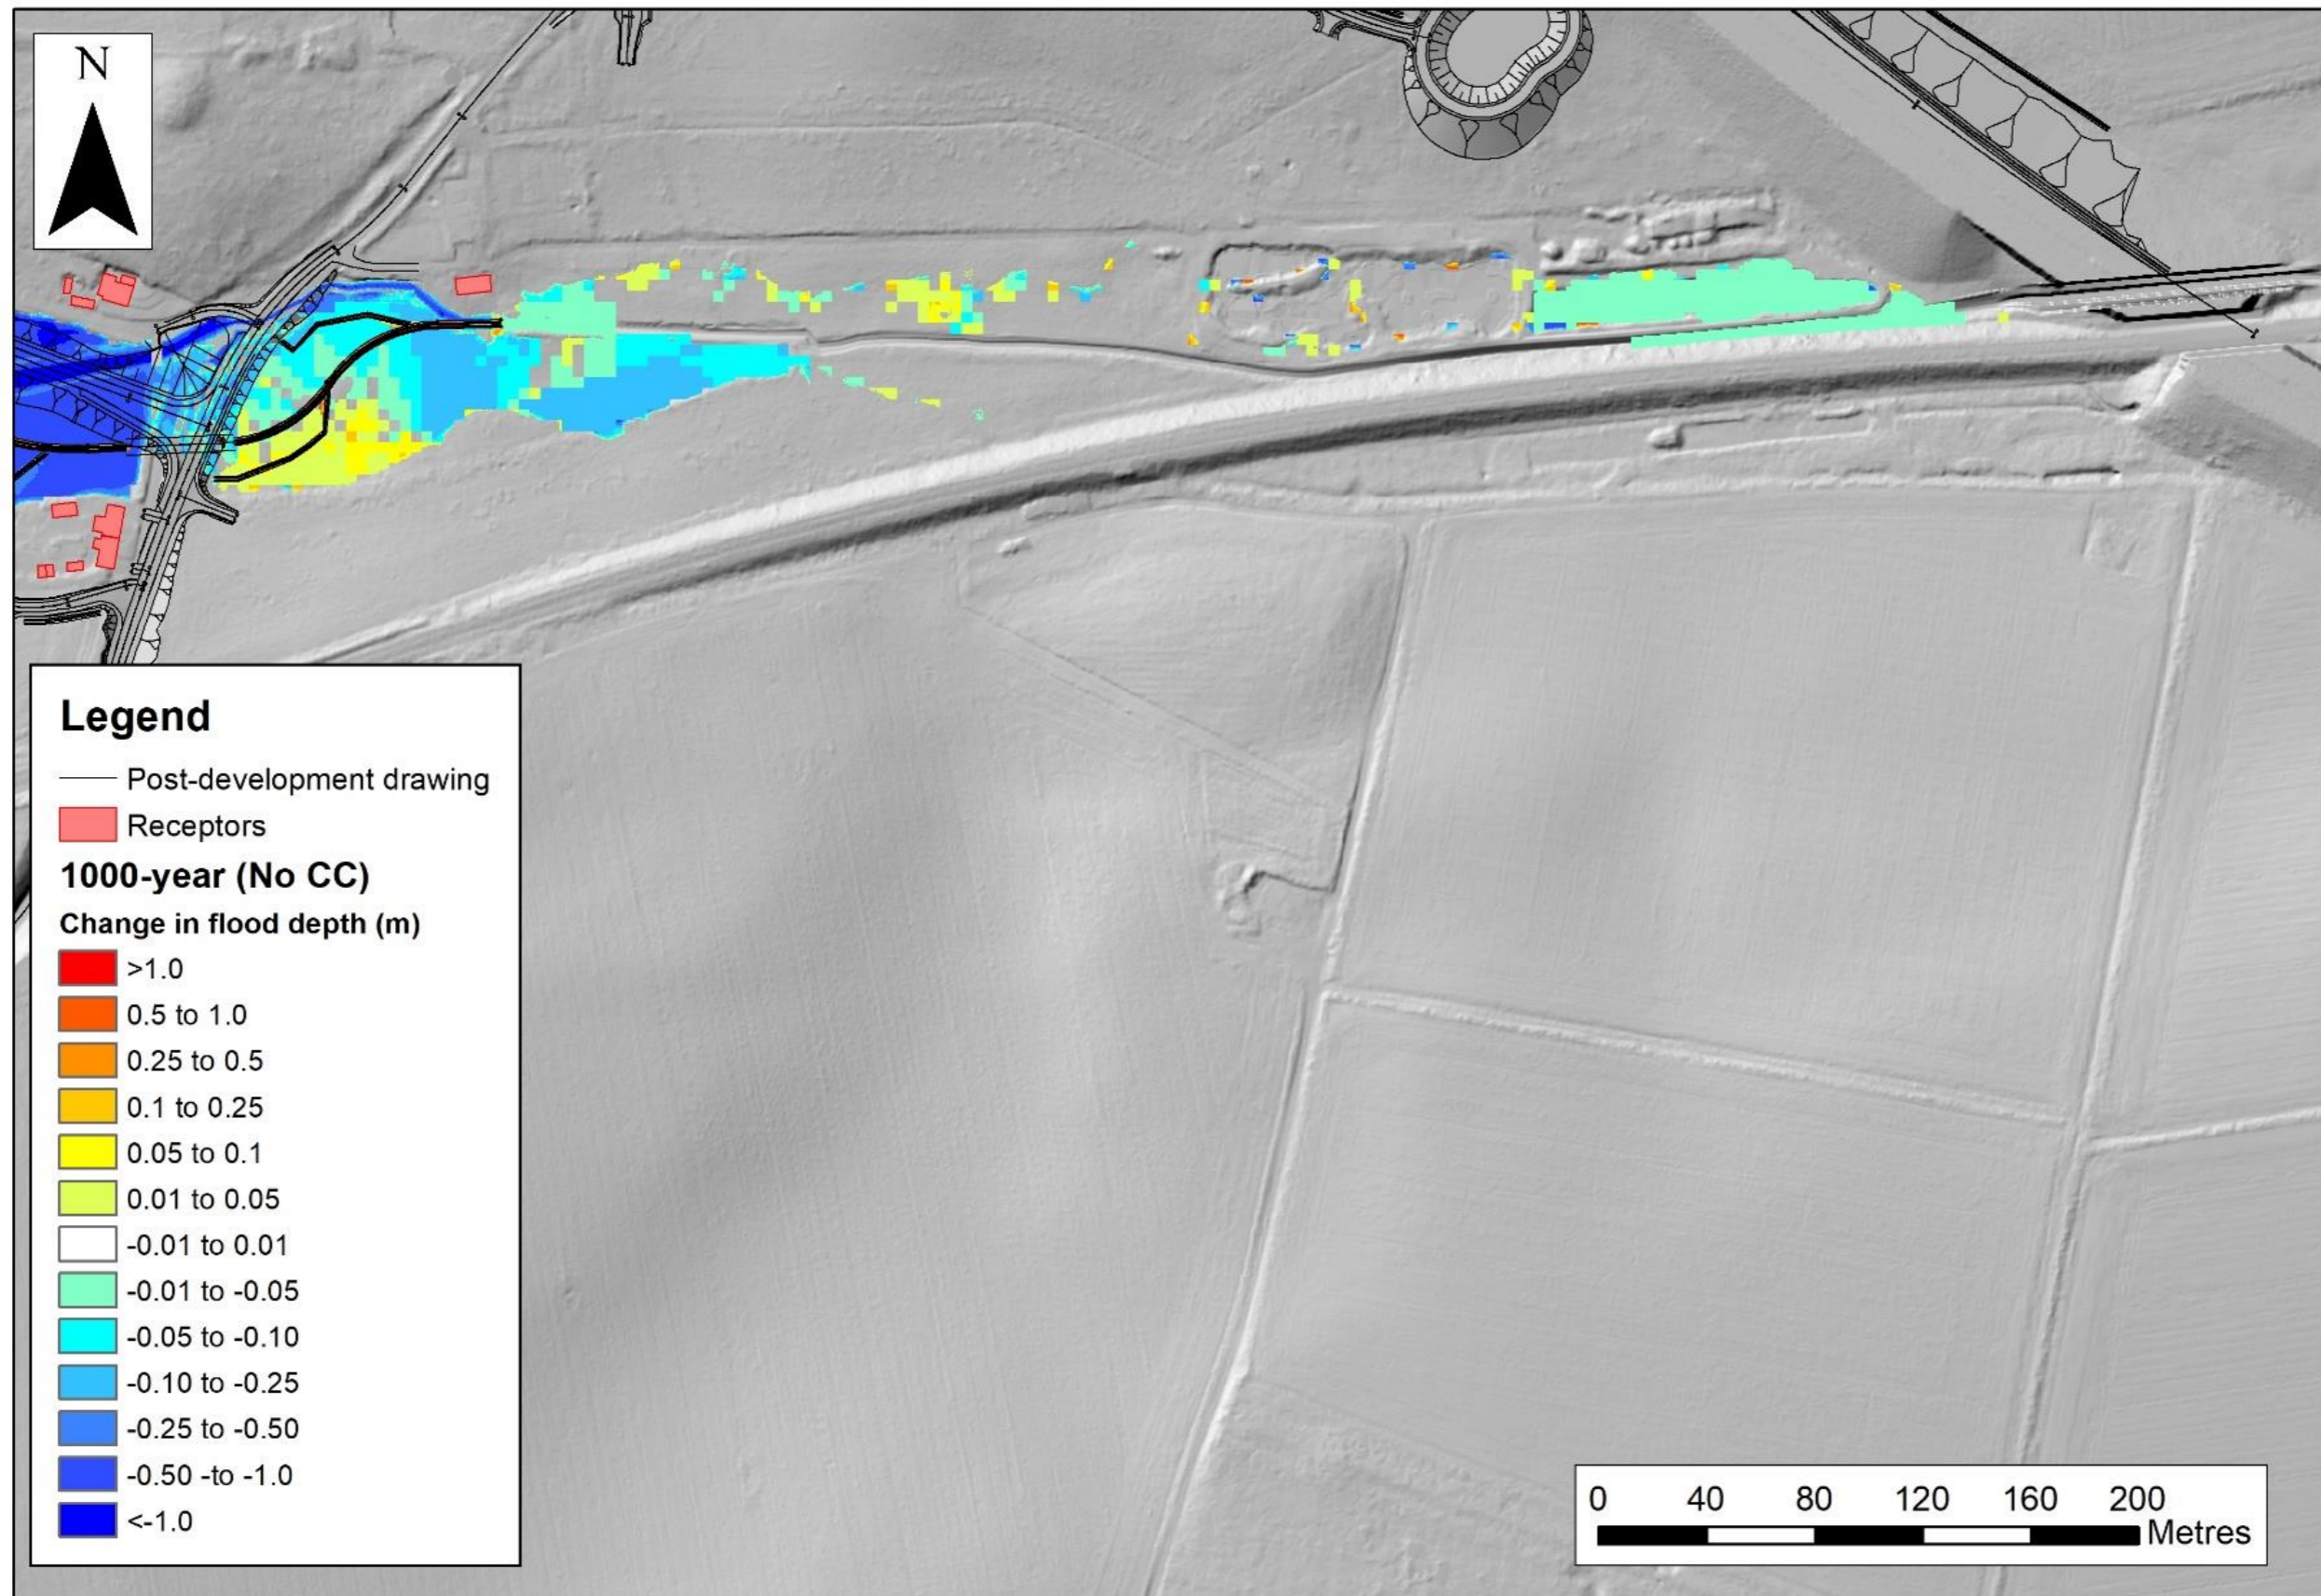 N
Legend
Post-development drawing
Receptors
1000-year (No CC)
Change in flood depth (m)
>1.0
0.5 to 1.0
0.25 to 0.5
0.1 to 0.25
0.05 to 0.1
0.01 to 0.05
-0.01 to 0.01
-0.01 to -0.05
-0.05 to -0.10
-0.10 to -0.25
-0.25 to -0.50
-0.50 -to -1.0
<-1.0
0 40 80 120 160 200
Metres